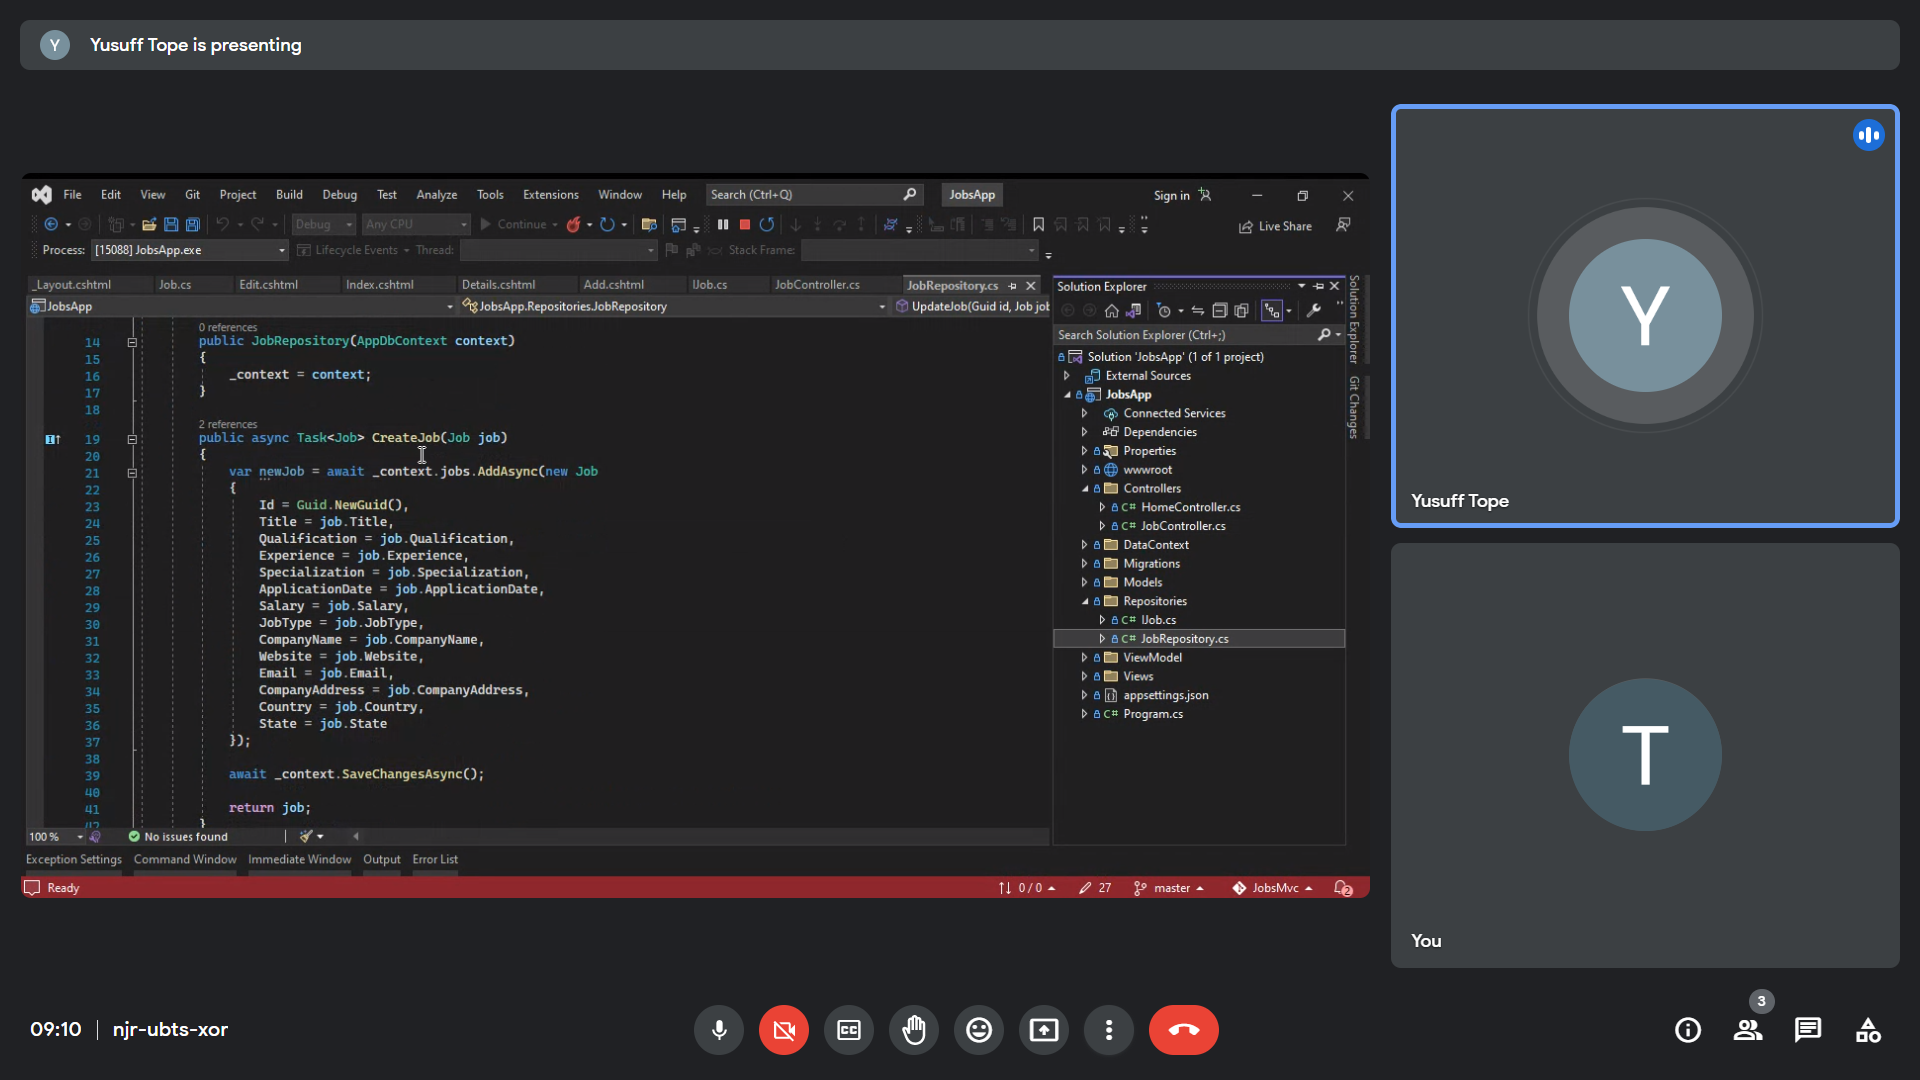 Y Yusuff Tope is presenting
File Edit View Git Project Build Debug Test Analyze Tools Extensions Window Help Search (Ctrl+Q) JobsApp Sign in
Debug Any CPU Continue Live Share
Process: [15088] JobsApp.exe Lifecycle Events Thread: Stack Frame:
_Layout.cshtml Job.cs Edit.cshtml Index.cshtml Details.cshtml Add.cshtml IJob.cs JobController.cs JobRepository.cs
JobsApp JobsApp.Repositories.JobRepository UpdateJob(Guid id, Job job
0 references
14 public JobRepository(AppDbContext context)
15 {
16 _context = context;
17 }
18
2 references
19 public async Task<Job> CreateJob(Job job)
20 {
21 var newJob = await _context.jobs.AddAsync(new Job
22 {
23 Id = Guid.NewGuid(),
24 Title = job.Title,
25 Qualification = job.Qualification,
26 Experience = job.Experience,
27 Specialization = job.Specialization,
28 ApplicationDate = job.ApplicationDate,
29 Salary = job.Salary,
30 JobType = job.JobType,
31 CompanyName = job.CompanyName,
32 Website = job.Website,
33 Email = job.Email,
34 CompanyAddress = job.CompanyAddress,
35 Country = job.Country,
36 State = job.State
37 });
38
39 await _context.SaveChangesAsync();
40
41 return job;
42 }
100 % No issues found
Exception Settings Command Window Immediate Window Output Error List
Ready 0 / 0 27 master JobsMvc 2
Solution Explorer
Search Solution Explorer (Ctrl+;)
Solution 'JobsApp' (1 of 1 project)
External Sources
JobsApp
Connected Services
Dependencies
Properties
wwwroot
Controllers
C# HomeController.cs
C# JobController.cs
DataContext
Migrations
Models
Repositories
C# IJob.cs
C# JobRepository.cs
ViewModel
Views
appsettings.json
C# Program.cs
Solution Explorer
Git Changes
Y
Yusuff Tope
T
You
09:10 | njr-ubts-xor
CC
3